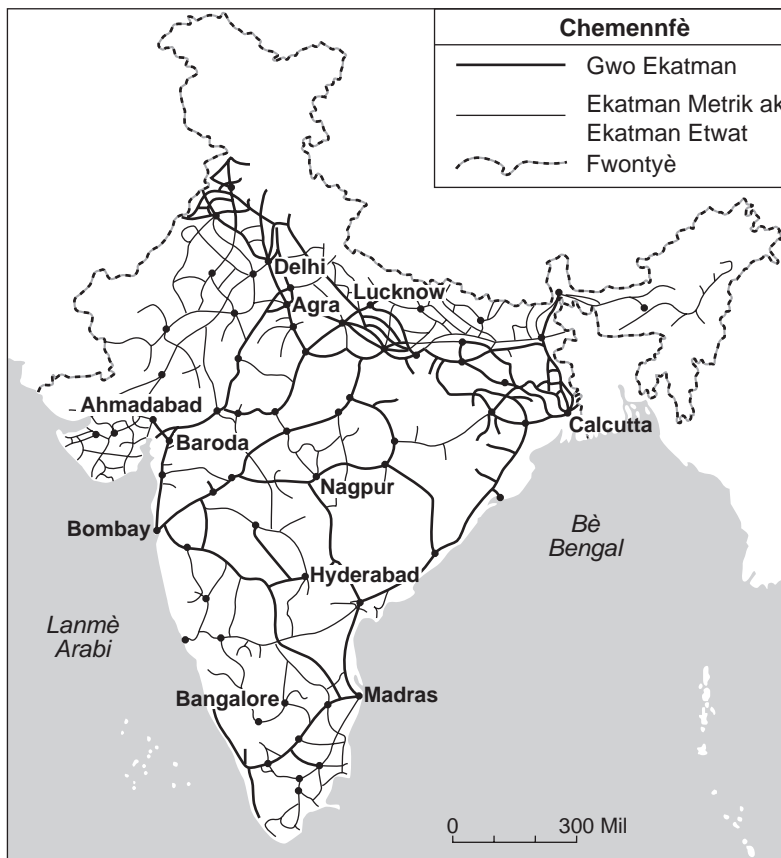 Chemennfè
Gwo Ekatman
Ekatman Metrik ak
Ekatman Etwat
Fwontyè
Delhi
Agra
Lucknow
Ahmadabad
Baroda
Calcutta
Nagpur
Bombay
Bè
Bengal
Hyderabad
Lanmè
Arabi
Bangalore
Madras
0 300 Mil